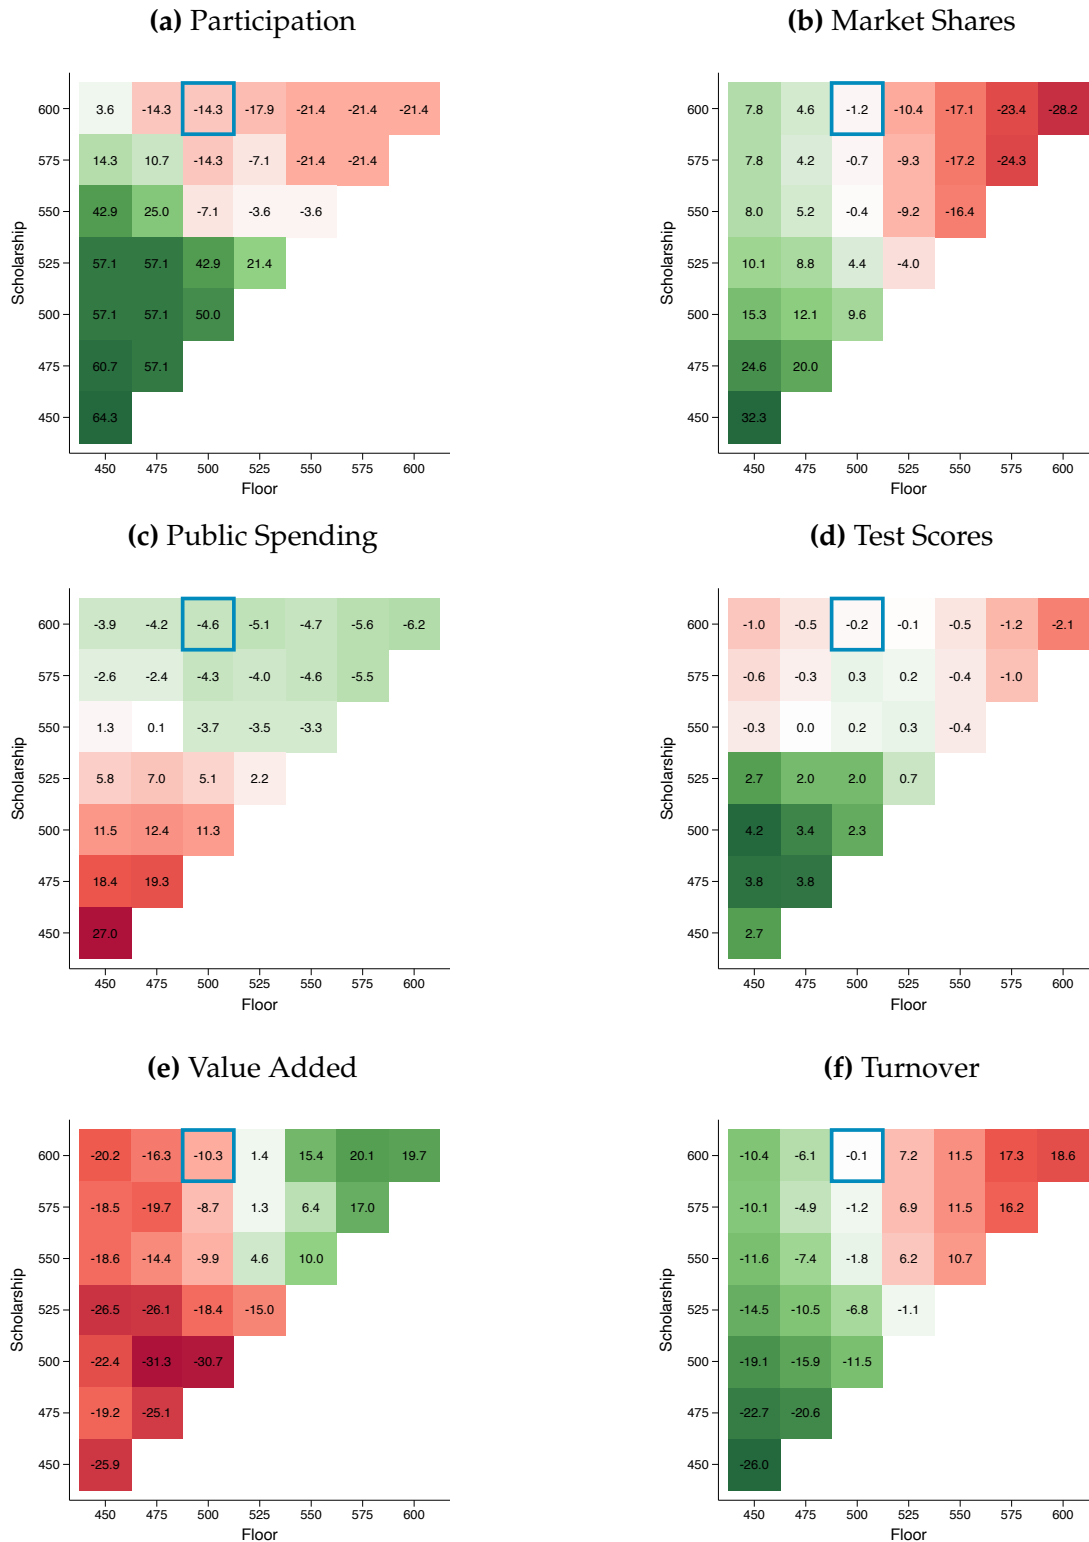 (a) Participation
(b) Market Shares
600 3.6 -14.3 -14.3 -17.9 -21.4 -21.4 -21.4
575 14.3 10.7 -14.3 -7.1 -21.4 -21.4
550 42.9 25.0 -7.1 -3.6 -3.6
525 57.1 57.1 42.9 21.4
500 57.1 57.1 50.0
475 60.7 57.1
450 64.3
Scholarship
450 475 500 525 550 575 600
Floor
600 7.8 4.6 -1.2 -10.4 -17.1 -23.4 -28.2
575 7.8 4.2 -0.7 -9.3 -17.2 -24.3
550 8.0 5.2 -0.4 -9.2 -16.4
525 10.1 8.8 4.4 -4.0
500 15.3 12.1 9.6
475 24.6 20.0
450 32.3
Scholarship
450 475 500 525 550 575 600
Floor
(c) Public Spending
(d) Test Scores
600 -3.9 -4.2 -4.6 -5.1 -4.7 -5.6 -6.2
575 -2.6 -2.4 -4.3 -4.0 -4.6 -5.5
550 1.3 0.1 -3.7 -3.5 -3.3
525 5.8 7.0 5.1 2.2
500 11.5 12.4 11.3
475 18.4 19.3
450 27.0
Scholarship
450 475 500 525 550 575 600
Floor
600 -1.0 -0.5 -0.2 -0.1 -0.5 -1.2 -2.1
575 -0.6 -0.3 0.3 0.2 -0.4 -1.0
550 -0.3 0.0 0.2 0.3 -0.4
525 2.7 2.0 2.0 0.7
500 4.2 3.4 2.3
475 3.8 3.8
450 2.7
Scholarship
450 475 500 525 550 575 600
Floor
(e) Value Added
(f) Turnover
600 -20.2 -16.3 -10.3 1.4 15.4 20.1 19.7
575 -18.5 -19.7 -8.7 1.3 6.4 17.0
550 -18.6 -14.4 -9.9 4.6 10.0
525 -26.5 -26.1 -18.4 -15.0
500 -22.4 -31.3 -30.7
475 -19.2 -25.1
450 -25.9
Scholarship
450 475 500 525 550 575 600
Floor
600 -10.4 -6.1 -0.1 7.2 11.5 17.3 18.6
575 -10.1 -4.9 -1.2 6.9 11.5 16.2
550 -11.6 -7.4 -1.8 6.2 10.7
525 -14.5 -10.5 -6.8 -1.1
500 -19.1 -15.9 -11.5
475 -22.7 -20.6
450 -26.0
Scholarship
450 475 500 525 550 575 600
Floor